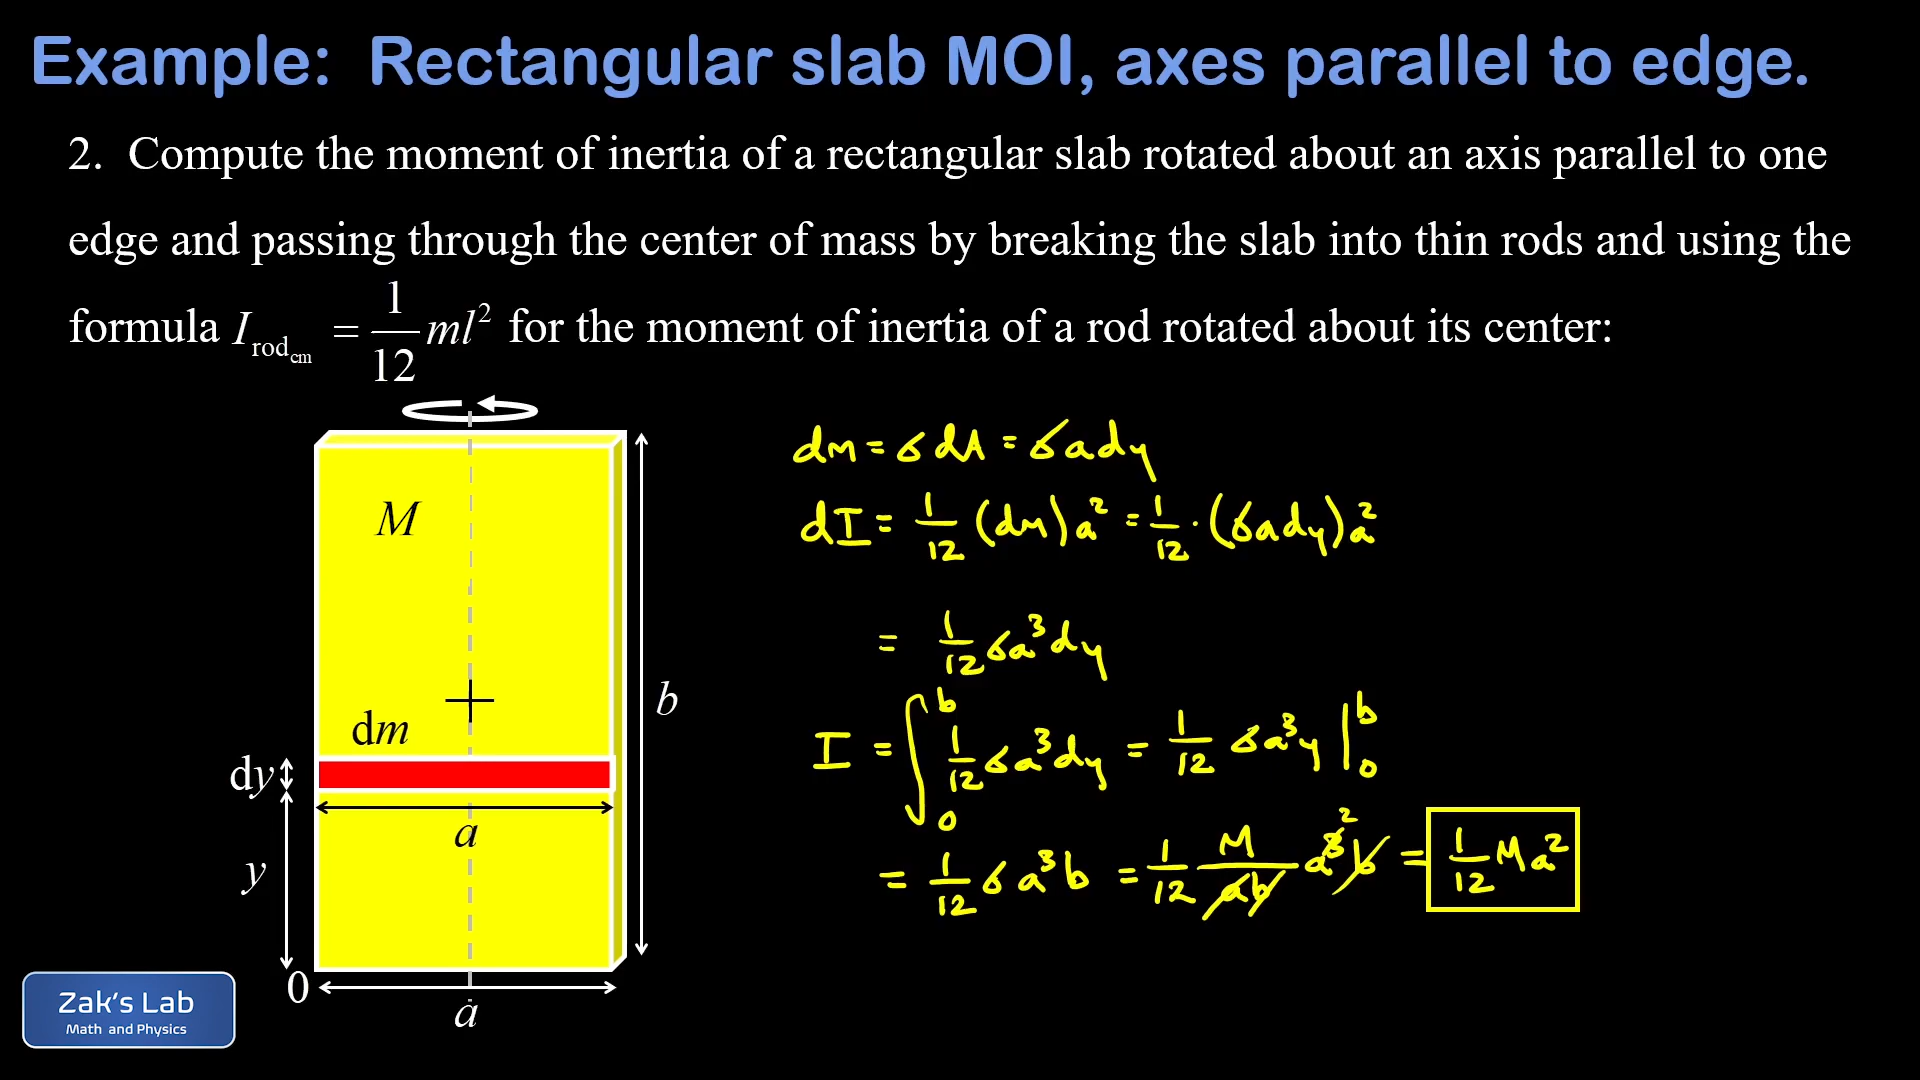 Example: Rectangular slab MOI, axes parallel to edge.
2. Compute the moment of inertia of a rectangular slab rotated about an axis parallel to one
edge and passing through the center of mass by breaking the slab into thin rods and using the
formula I_rod_cm = 1/12 ml² for the moment of inertia of a rod rotated about its center:
M
dm
dy
a
y
b
0
a
dm = σ dA = σ a dy
dI = 1/12 (dm) a² = 1/12 · (σ a dy) a²
= 1/12 σ a³ dy
I = ∫₀ᵇ 1/12 σ a³ dy = 1/12 σ a³ y |₀ᵇ
= 1/12 σ a³ b = 1/12 M/ab a³ ² b = 1/12 M a²
Zak's Lab
Math and Physics